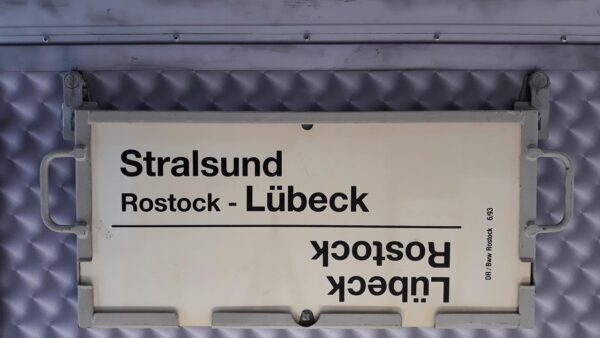 Stralsund
Rostock - Lübeck
Lübeck
Rostock
DR / Bww Rostock 6/93